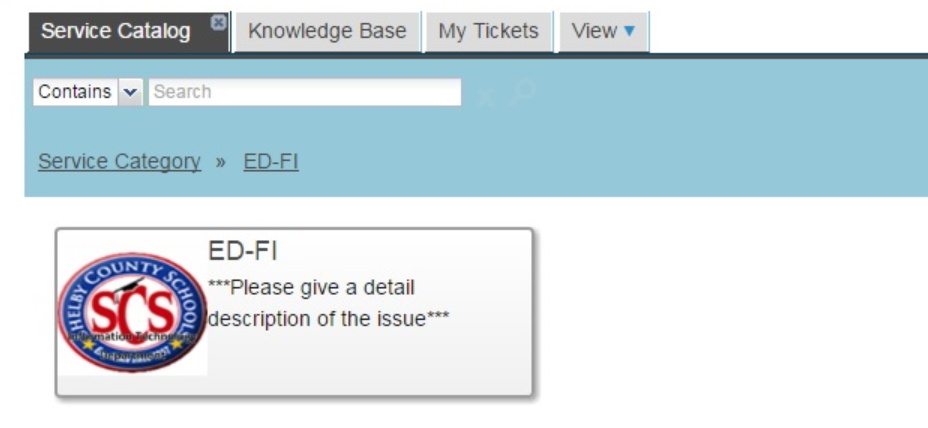 Service Catalog Knowledge Base My Tickets View
Contains Search
Service Category » ED-FI
ED-FI
***Please give a detail
description of the issue***
SHELBY COUNTY SCHOOLS
SCS
Information Technology
Department